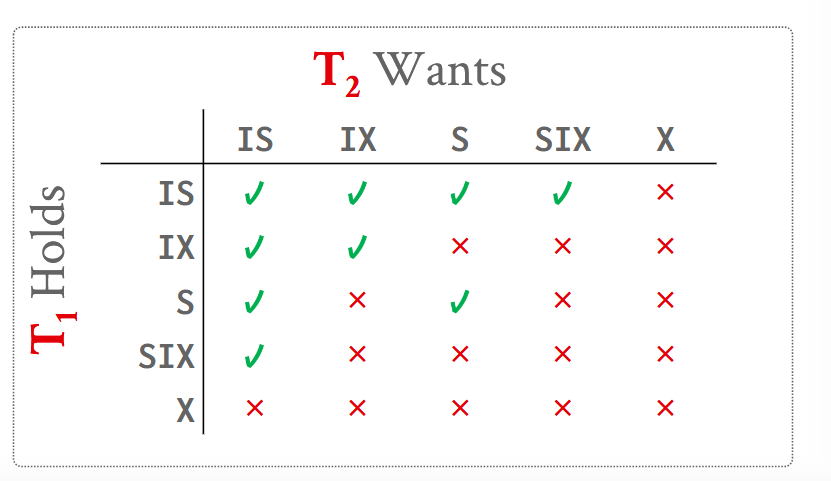 T2 Wants
IS IX S SIX X
T1 Holds
IS ✓ ✓ ✓ ✓ ×
IX ✓ ✓ × × ×
S ✓ × ✓ × ×
SIX ✓ × × × ×
X × × × × ×